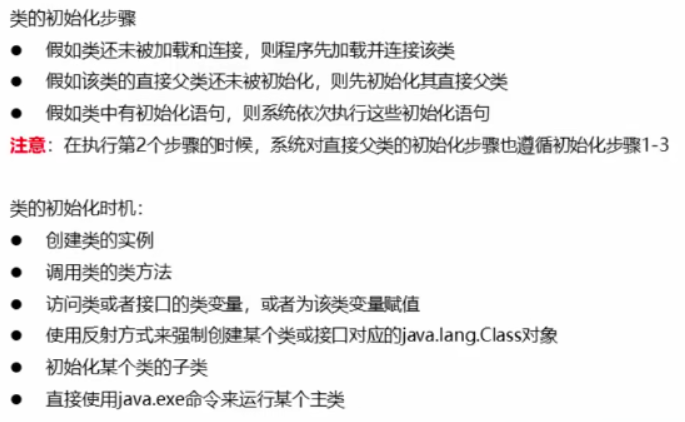 类的初始化步骤
● 假如类还未被加载和连接，则程序先加载并连接该类
● 假如该类的直接父类还未被初始化，则先初始化其直接父类
● 假如类中有初始化语句，则系统依次执行这些初始化语句
注意：在执行第2个步骤的时候，系统对直接父类的初始化步骤也遵循初始化步骤1-3
类的初始化时机：
● 创建类的实例
● 调用类的类方法
● 访问类或者接口的类变量，或者为该类变量赋值
● 使用反射方式来强制创建某个类或接口对应的java.lang.Class对象
● 初始化某个类的子类
● 直接使用java.exe命令来运行某个主类